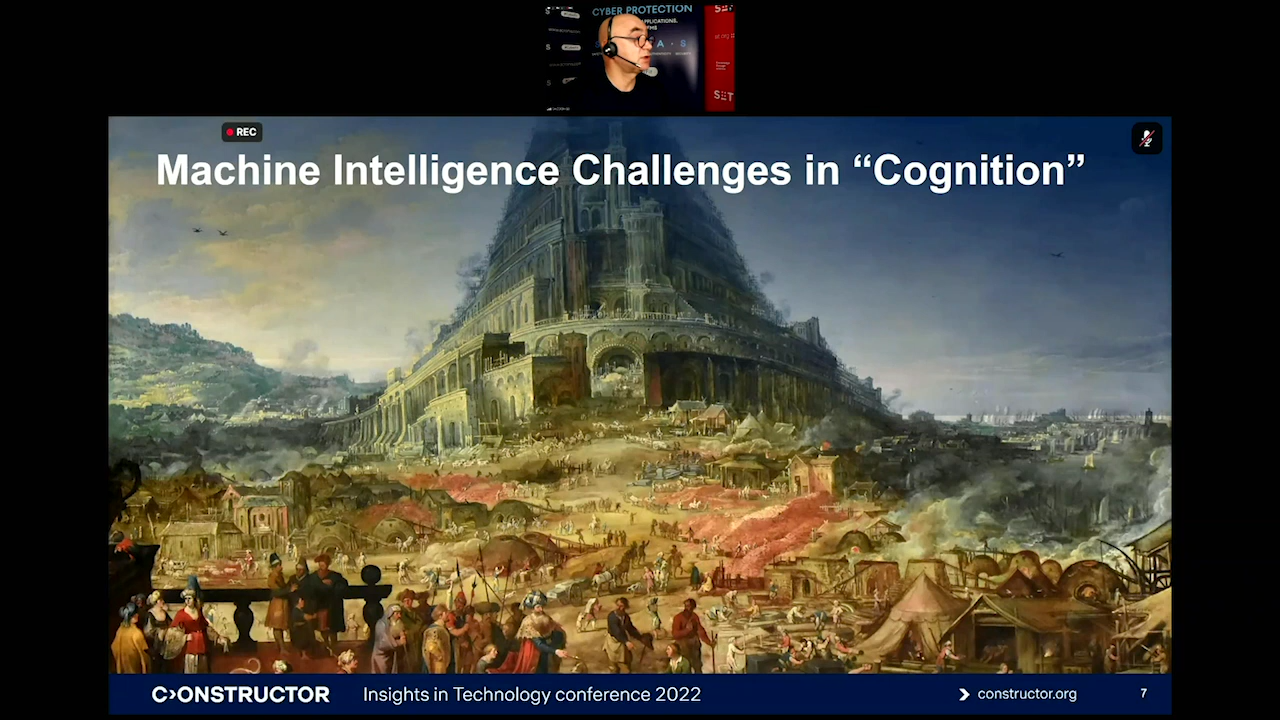 CYBER PROTECTION
REC
Machine Intelligence Challenges in “Cognition”
C›ONSTRUCTOR
Insights in Technology conference 2022
constructor.org
7